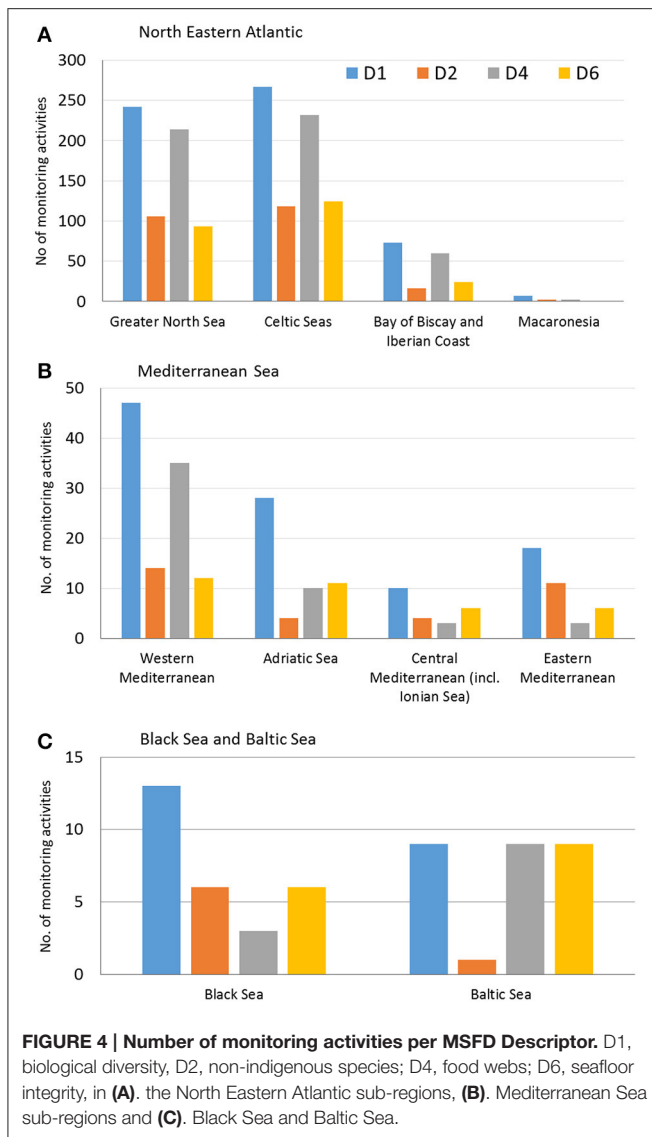 A North Eastern Atlantic
300
250
200
150
100
50
0
No of monitoring activities
D1 D2 D4 D6
Greater North Sea Celtic Seas Bay of Biscay and Macaronesia
Iberian Coast
B Mediterranean Sea
50
40
30
20
10
0
No. of monitoring activities
Western Adriatic Sea Central Eastern
Mediterranean Mediterranean (incl. Mediterranean
Ionian Sea)
C Black Sea and Baltic Sea
15
10
5
0
No. of monitoring activities
Black Sea Baltic Sea
FIGURE 4 | Number of monitoring activities per MSFD Descriptor. D1,
biological diversity, D2, non-indigenous species; D4, food webs; D6, seafloor
integrity, in (A). the North Eastern Atlantic sub-regions, (B). Mediterranean Sea
sub-regions and (C). Black Sea and Baltic Sea.